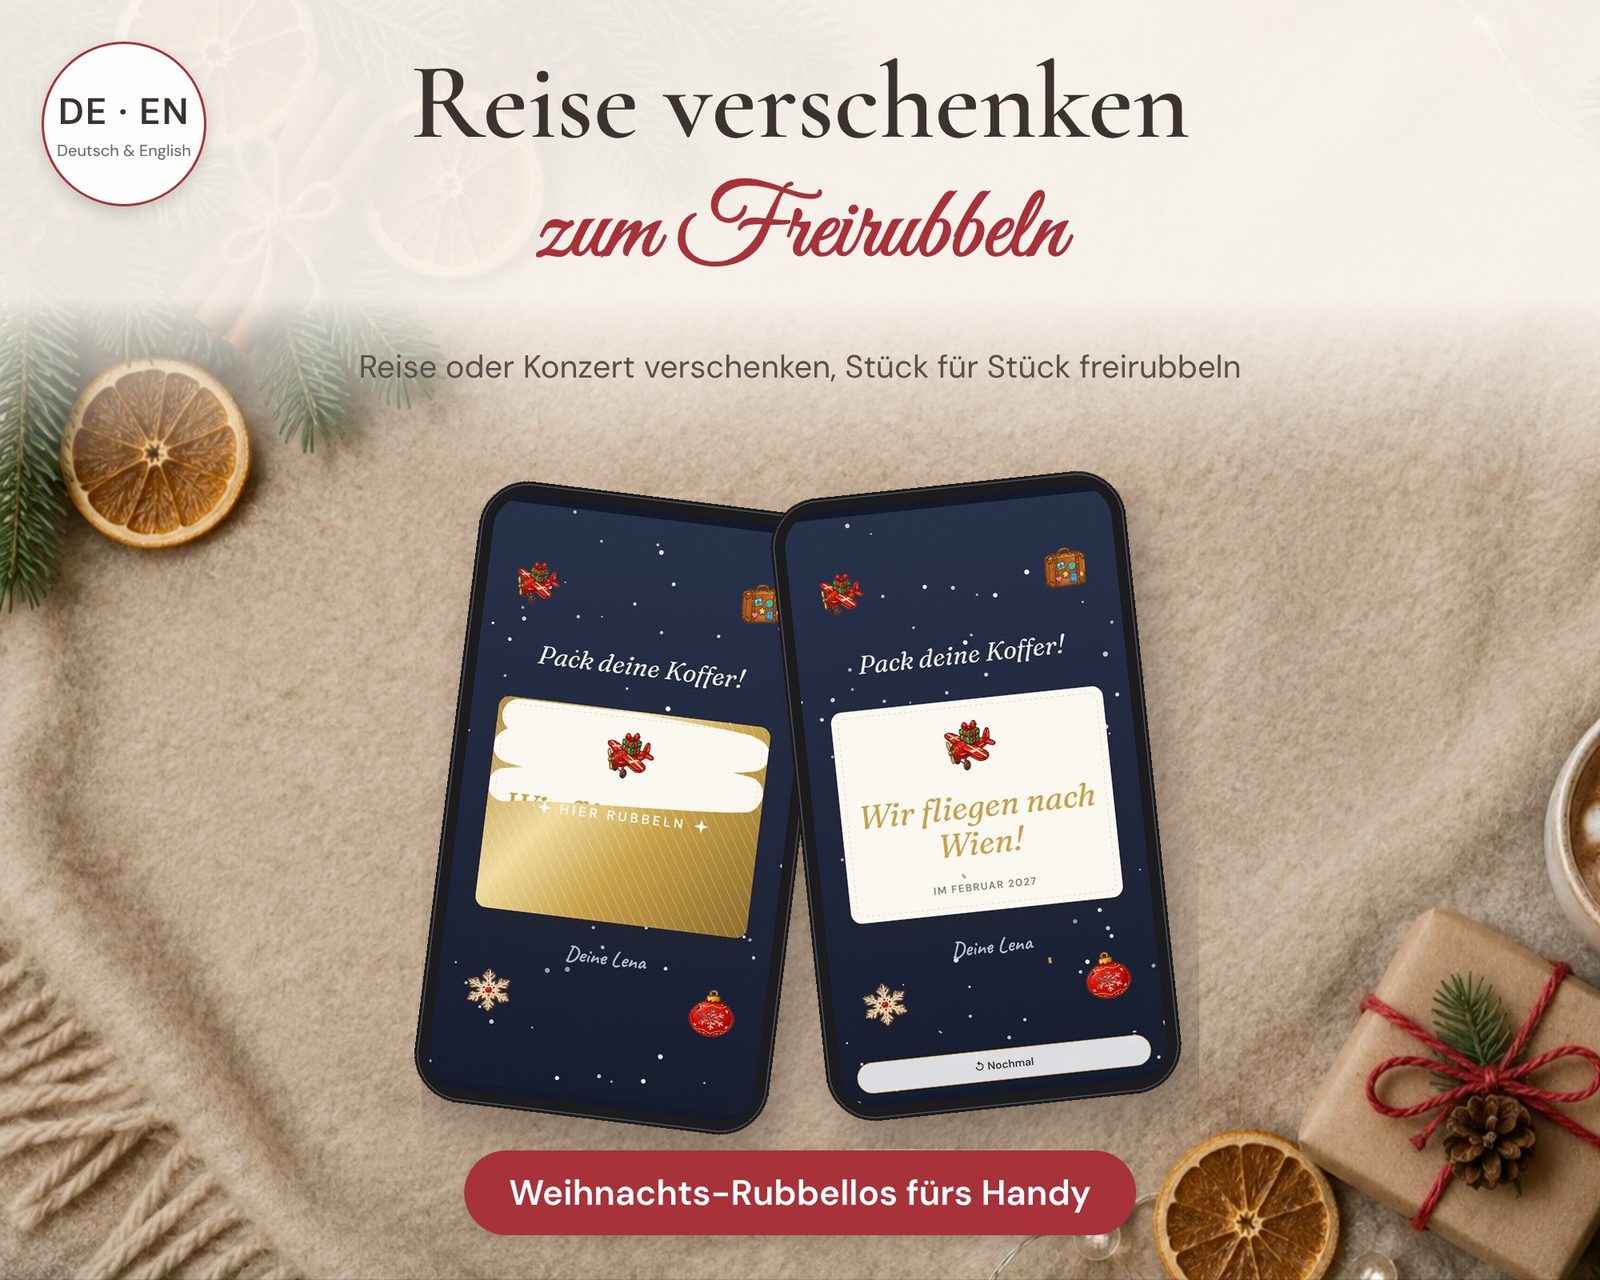 DE · EN
Deutsch & English
Reise verschenken
zum Freirubbeln
Reise oder Konzert verschenken, Stück für Stück freirubbeln
Pack deine Koffer!
HIER RUBBELN
Deine Lena
Pack deine Koffer!
Wir fliegen nach
Wien!
IM FEBRUAR 2027
Deine Lena
Nochmal
Weihnachts-Rubbellos fürs Handy